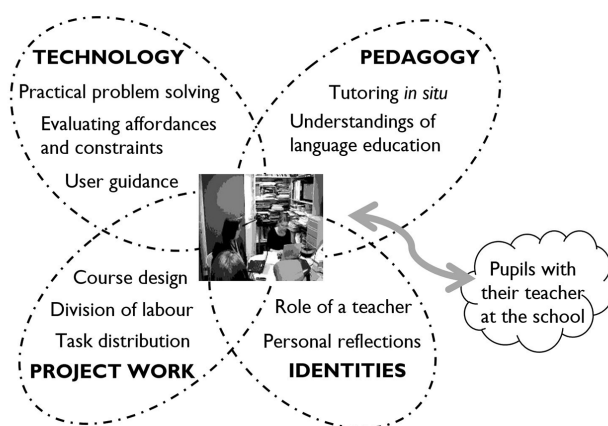 TECHNOLOGY
Practical problem solving
Evaluating affordances
and constraints
User guidance
PEDAGOGY
Tutoring in situ
Understandings of
language education
Course design
Division of labour
Task distribution
PROJECT WORK
Role of a teacher
Personal reflections
IDENTITIES
Pupils with
their teacher
at the school